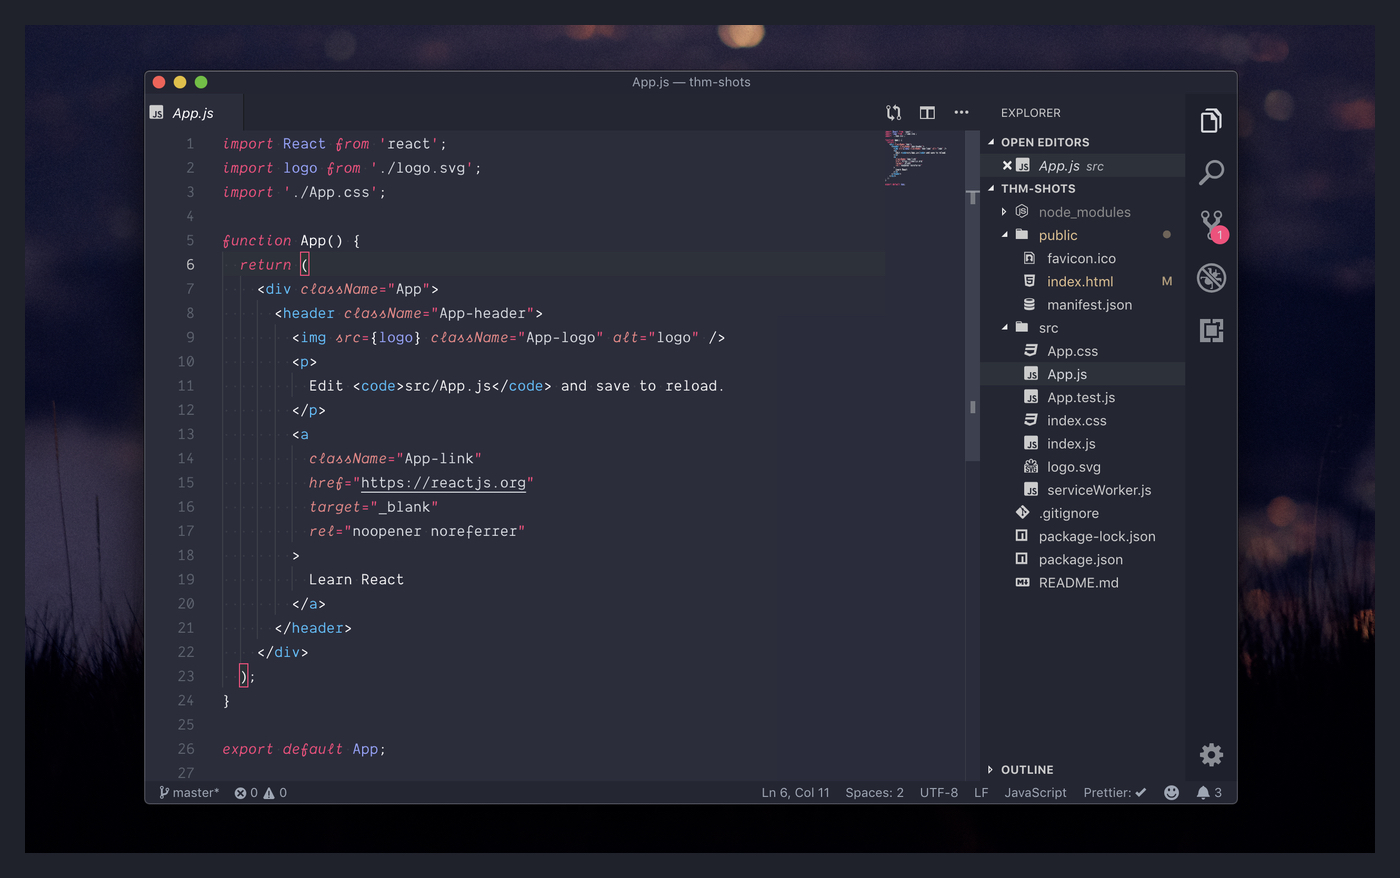 App.js — thm-shots
App.js
1 import React from 'react';
2 import logo from './logo.svg';
3 import './App.css';
4
5 function App() {
6 return (
7 <div className="App">
8 <header className="App-header">
9 <img src={logo} className="App-logo" alt="logo" />
10 <p>
11 Edit <code>src/App.js</code> and save to reload.
12 </p>
13 <a
14 className="App-link"
15 href="https://reactjs.org"
16 target="_blank"
17 rel="noopener noreferrer"
18 >
19 Learn React
20 </a>
21 </header>
22 </div>
23 );
24 }
25
26 export default App;
27
EXPLORER
OPEN EDITORS
JS App.js src
THM-SHOTS
node_modules
public
favicon.ico
index.html M
manifest.json
src
App.css
JS App.js
JS App.test.js
index.css
JS index.js
logo.svg
JS serviceWorker.js
.gitignore
package-lock.json
package.json
README.md
OUTLINE
1
master* 0 0 Ln 6, Col 11 Spaces: 2 UTF-8 LF JavaScript Prettier: 3